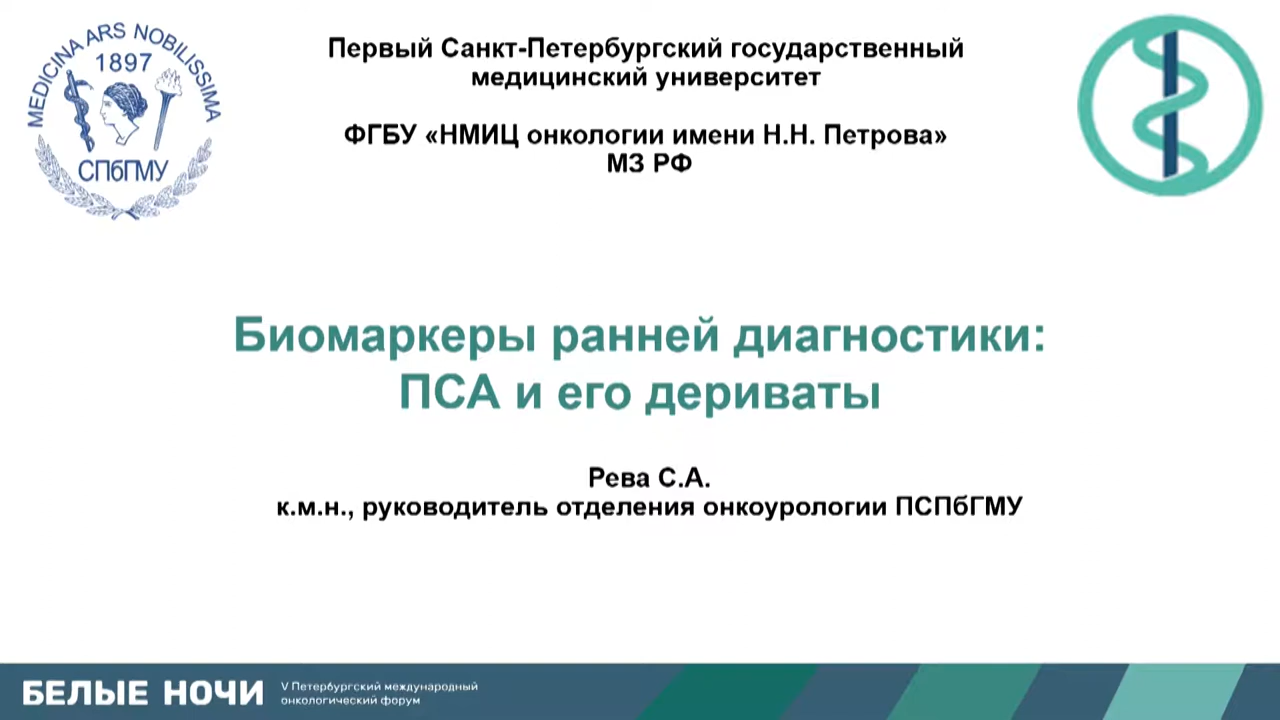 MEDICINA ARS NOBILISSIMA
1897
СПбГМУ
Первый Санкт-Петербургский государственный
медицинский университет
ФГБУ «НМИЦ онкологии имени Н.Н. Петрова»
МЗ РФ
Биомаркеры ранней диагностики:
ПСА и его дериваты
Рева С.А.
к.м.н., руководитель отделения онкоурологии ПСПбГМУ
БЕЛЫЕ НОЧИ
V Петербургский международный
онкологический форум